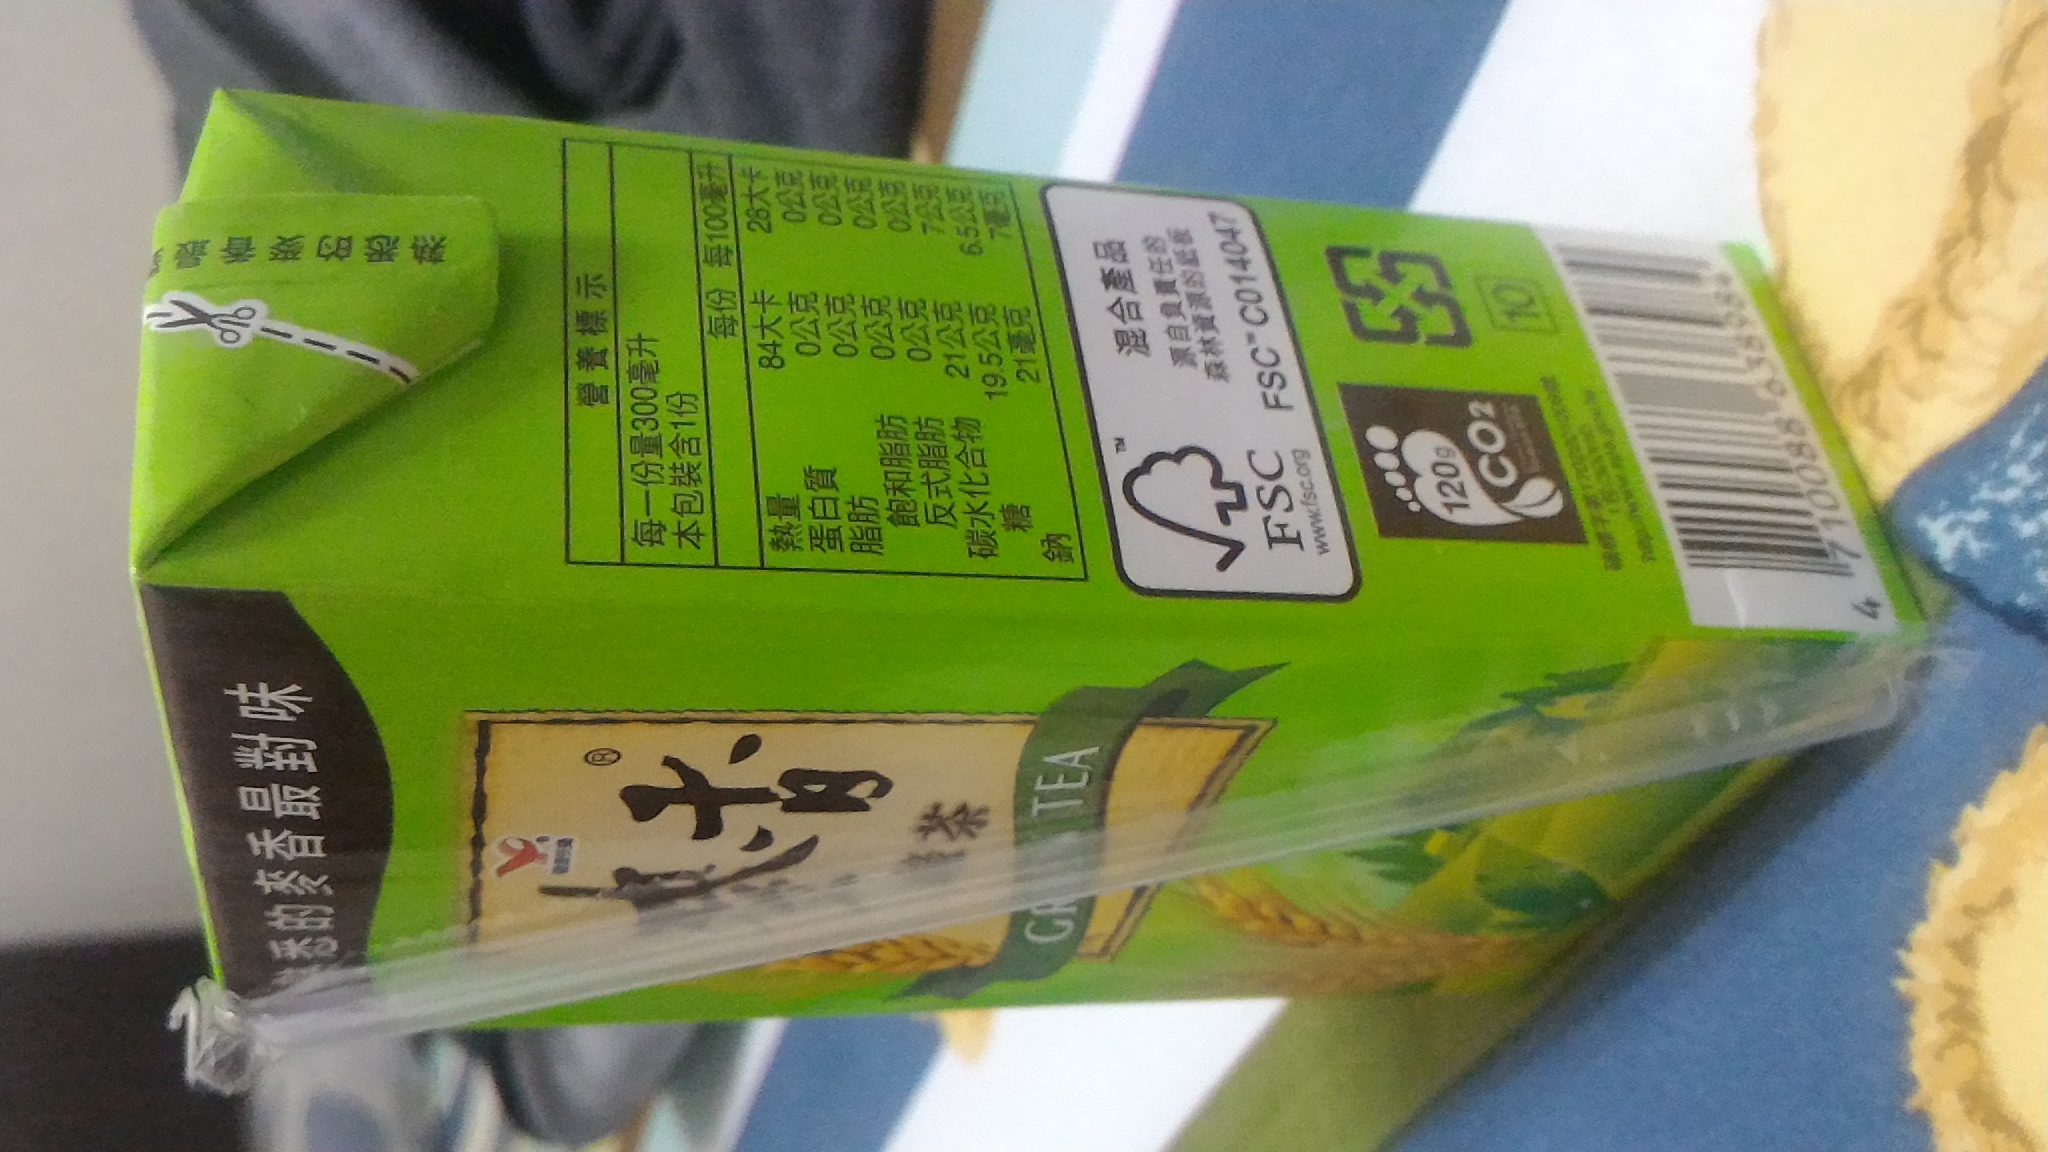 悉的麥香最對味
熟悉的麥香最
麥香
®
綠茶
GREEN TEA
營養標示
每一份量300毫升
本包裝含1份
每份 每100毫升
熱量 84大卡 28大卡
蛋白質 0公克 0公克
脂肪 0公克 0公克
飽和脂肪 0公克 0公克
反式脂肪 0公克 0公克
碳水化合物 21公克 7公克
糖 19.5公克 6.5公克
鈉 21毫克 7毫克
FSC
™
www.fsc.org
混合產品
源自負責任的
森林資源的紙板
FSC™ C014047
120g
CO2
10
4 710088 638984